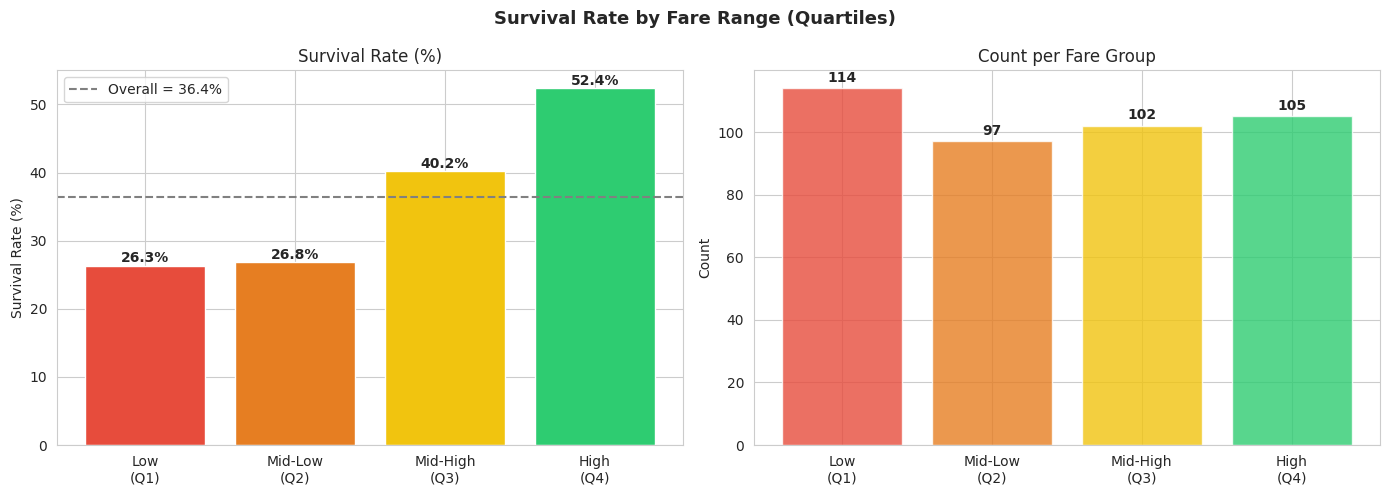 Survival Rate by Fare Range (Quartiles)
Survival Rate (%)
Overall = 36.4%
Survival Rate (%)
50
40
30
20
10
0
26.3%
26.8%
40.2%
52.4%
Low
(Q1)
Mid-Low
(Q2)
Mid-High
(Q3)
High
(Q4)
Count per Fare Group
Count
100
80
60
40
20
0
114
97
102
105
Low
(Q1)
Mid-Low
(Q2)
Mid-High
(Q3)
High
(Q4)